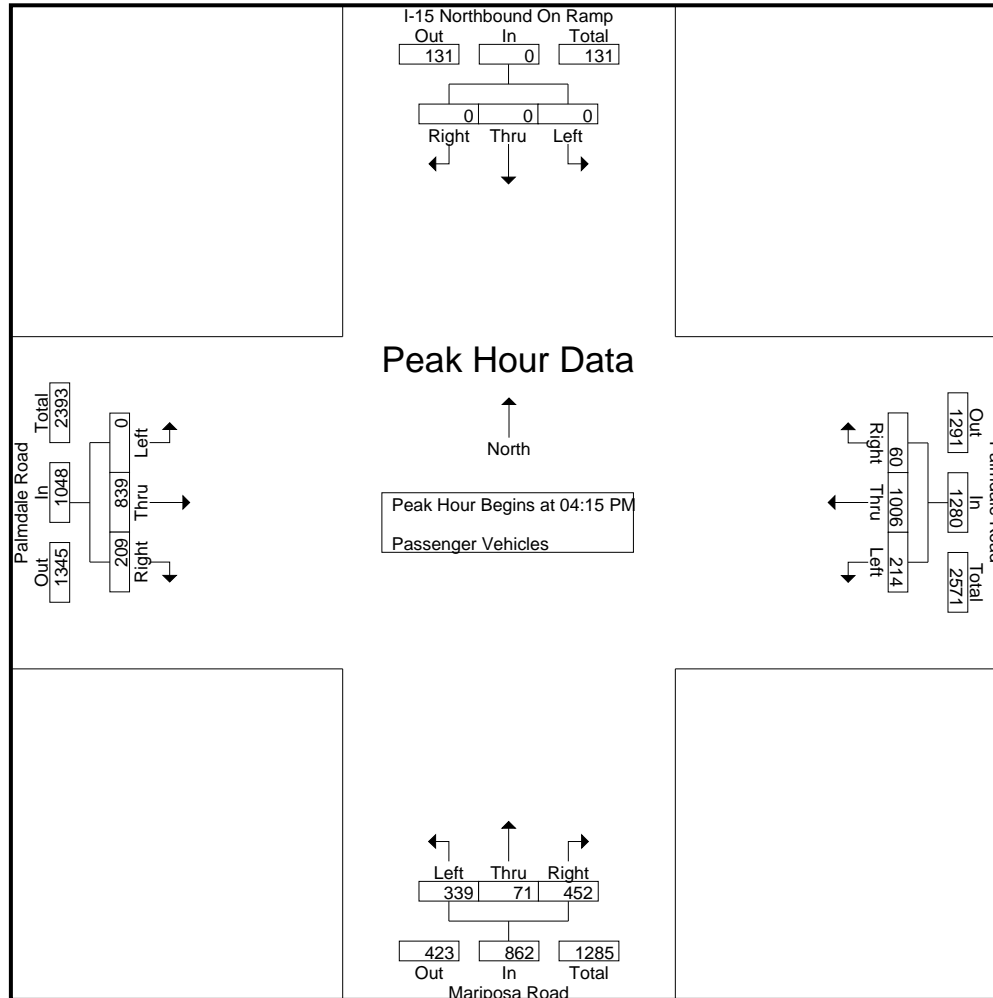 I-15 Northbound On Ramp
Out In Total
131 0 131
0 0 0
Right Thru Left
Peak Hour Data
North
Peak Hour Begins at 04:15 PM
Passenger Vehicles
Palmdale Road
Total In Out
2393 1048 1345
0 839 209
Left Thru Right
Palmdale Road
Out In Total
1291 1280 2571
60 1006 214
Right Thru Left
Left Thru Right
339 71 452
423 862 1285
Out In Total
Mariposa Road